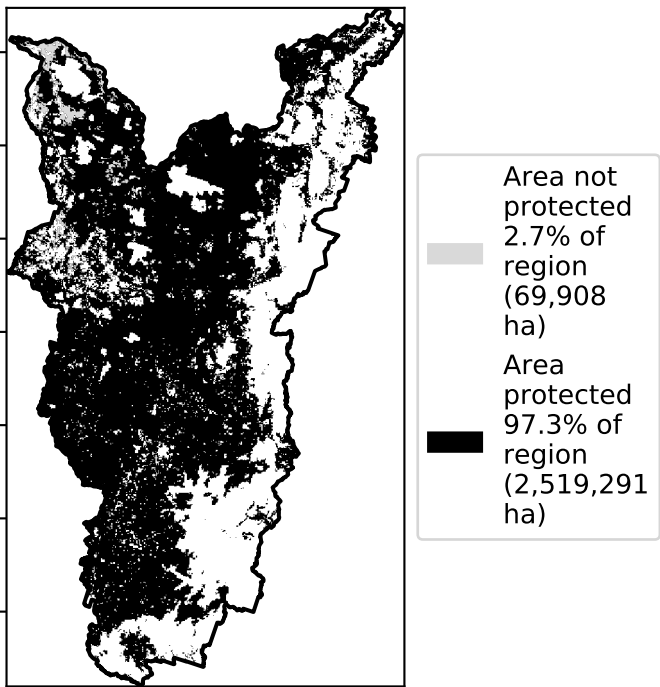 Area not
protected
2.7% of
region
(69,908
ha)
Area
protected
97.3% of
region
(2,519,291
ha)